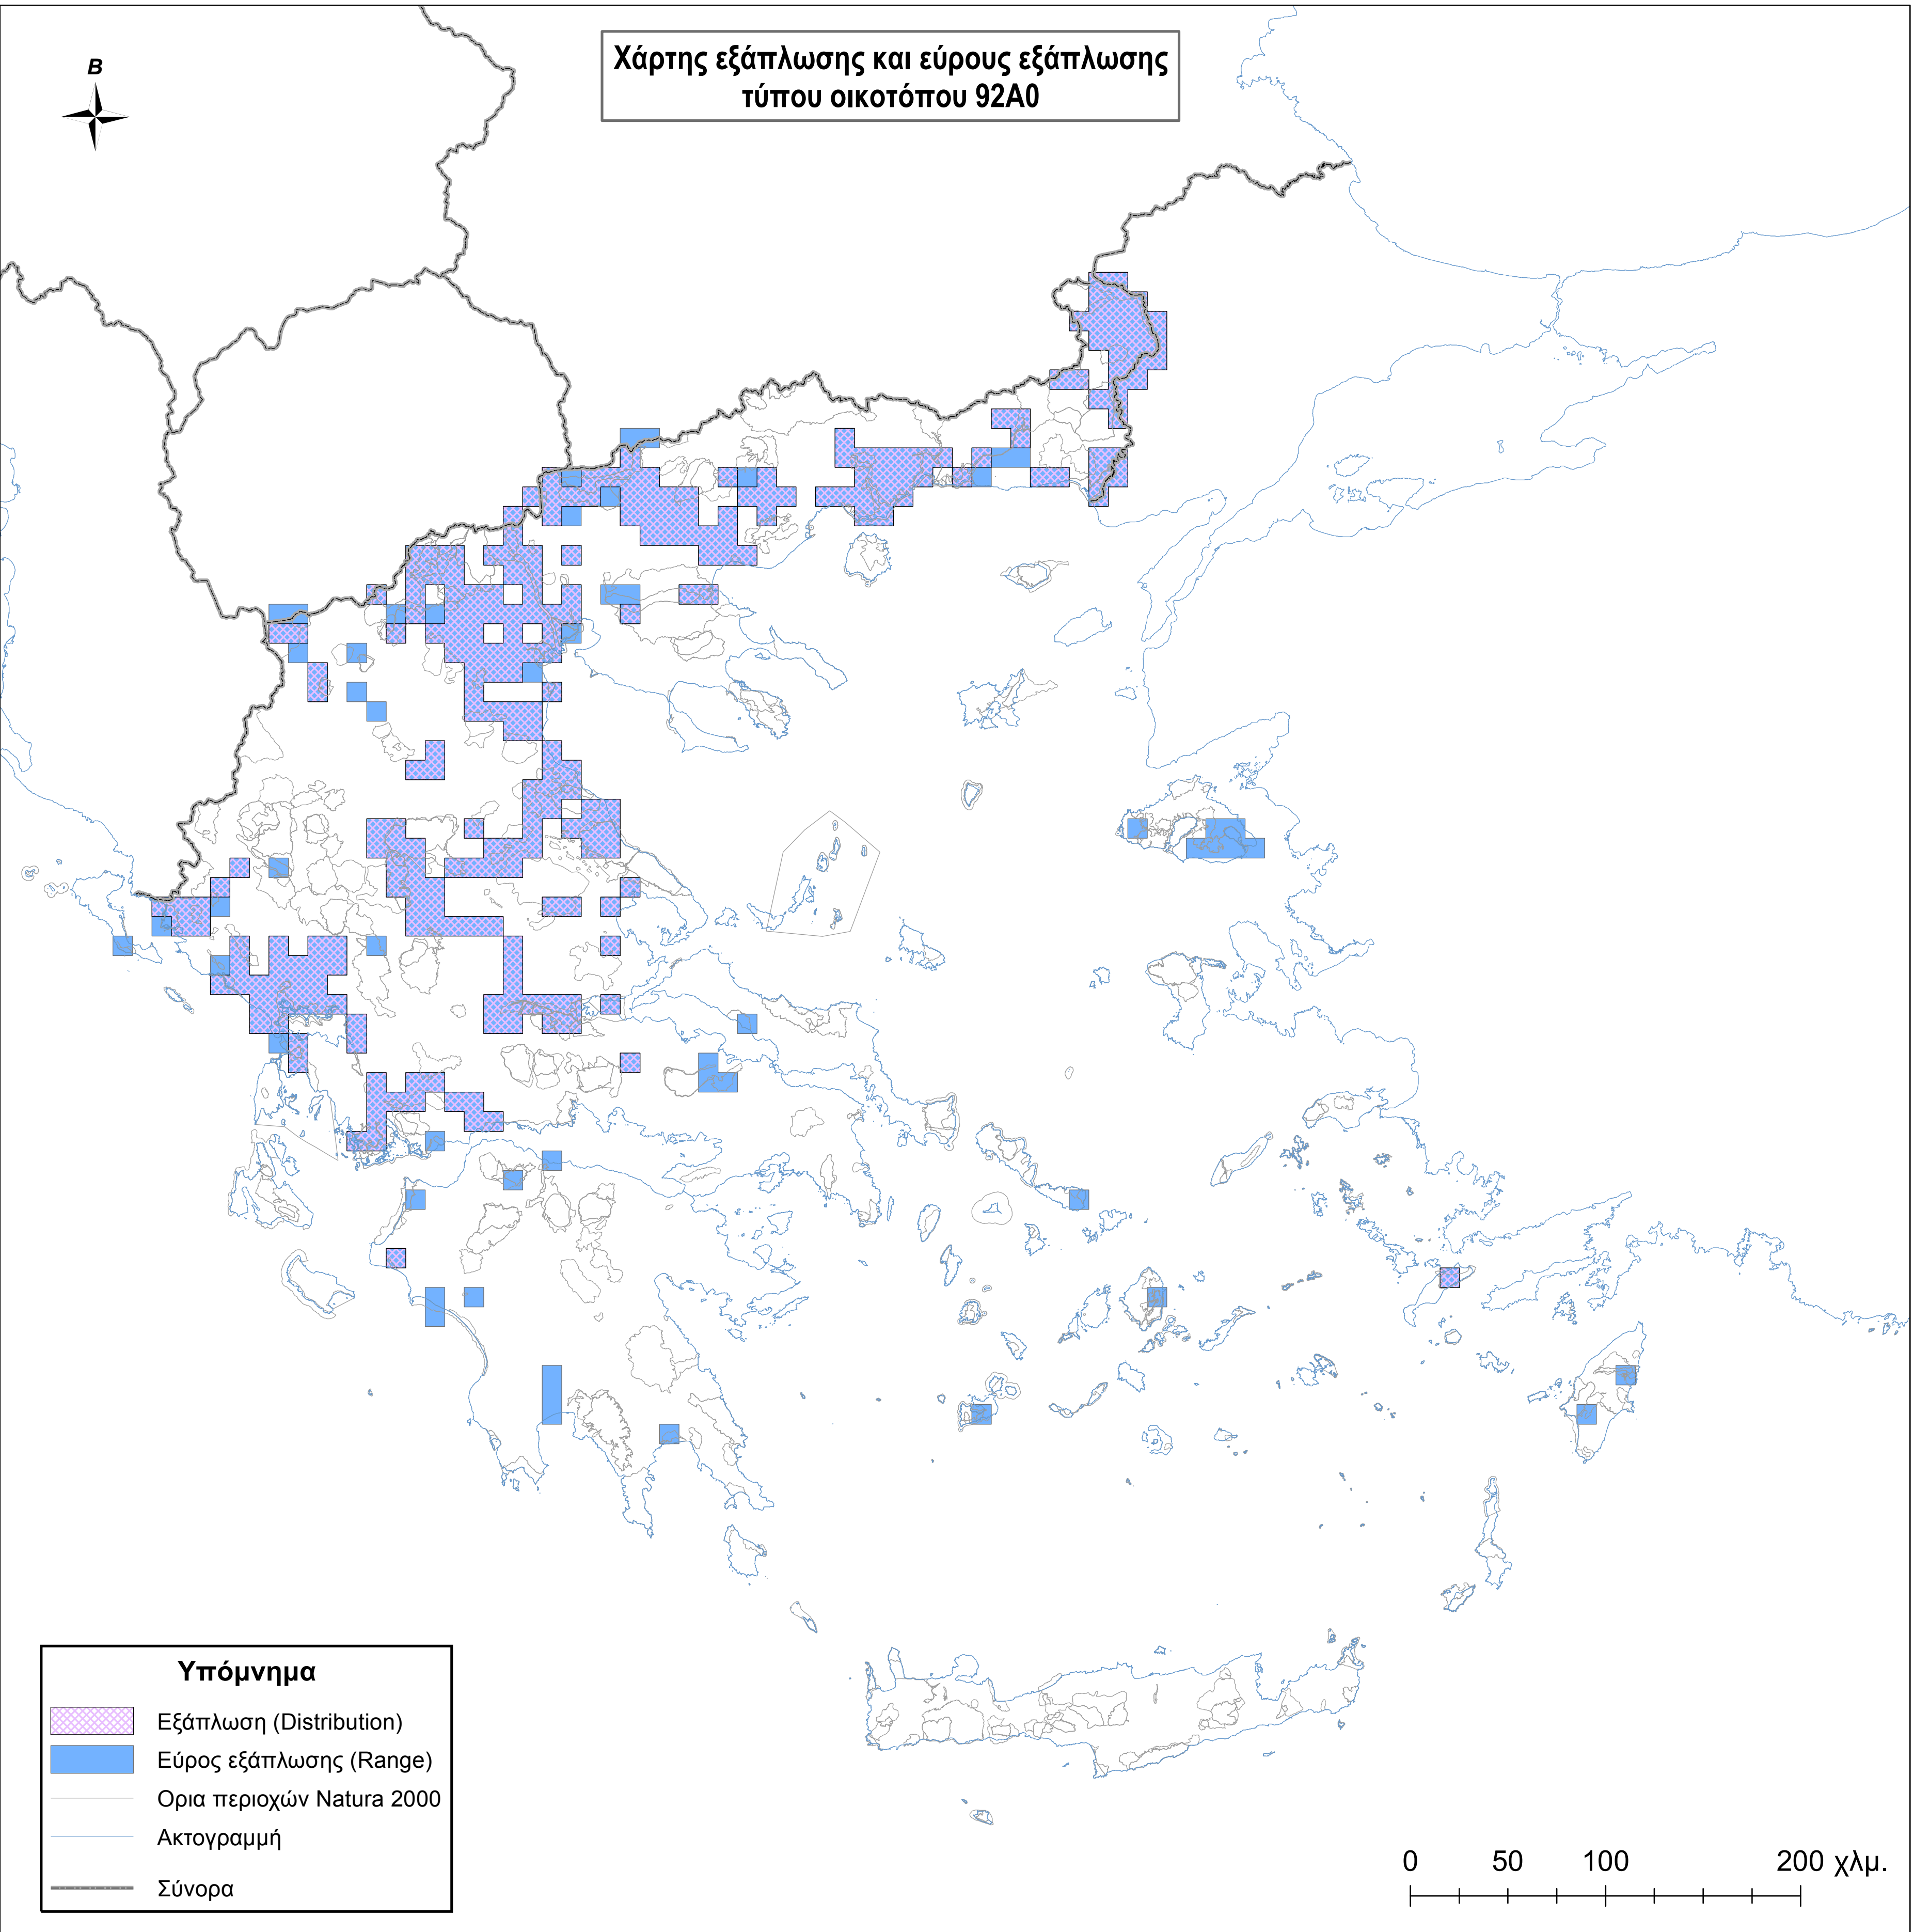 Χάρτης εξάπλωσης και εύρους εξάπλωσης
τύπου οικοτόπου 92A0
B
Υπόμνημα
Εξάπλωση (Distribution)
Εύρος εξάπλωσης (Range)
Ορια περιοχών Natura 2000
Ακτογραμμή
Σύνορα
0 50 100 200 χλμ.